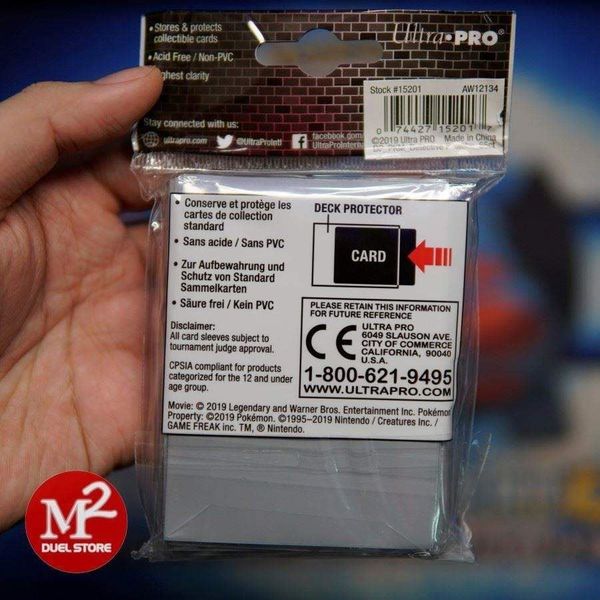 • Stores & protects
collectible cards
• Acid Free / Non-PVC
ghest clarity
Ultra•PRO®
Stock #15201 AW12134
0 74427 15201 7
©2019 Ultra PRO Made in China
Stay connected with us:
ultrapro.com @UltraProIntl facebook.com
UltraProInterna
• Conserve et protège les
cartes de collection
standard
• Sans acide / Sans PVC
• Zur Aufbewahrung und
Schutz von Standard
Sammelkarten
• Säure frei / Kein PVC
DECK PROTECTOR
CARD
Disclaimer:
All card sleeves subject to
tournament judge approval.
CPSIA compliant for products
categorized for the 12 and under
age group.
PLEASE RETAIN THIS INFORMATION
FOR FUTURE REFERENCE
CE
ULTRA PRO
6049 SLAUSON AVE.
CITY OF COMMERCE
CALIFORNIA, 90040
U.S.A.
1-800-621-9495
WWW.ULTRAPRO.COM
Movie: © 2019 Legendary and Warner Bros. Entertainment Inc. Pokémon
Property: ©2019 Pokémon. ©1995–2019 Nintendo / Creatures Inc. /
GAME FREAK inc. TM, ® Nintendo.
M2
DUEL STORE